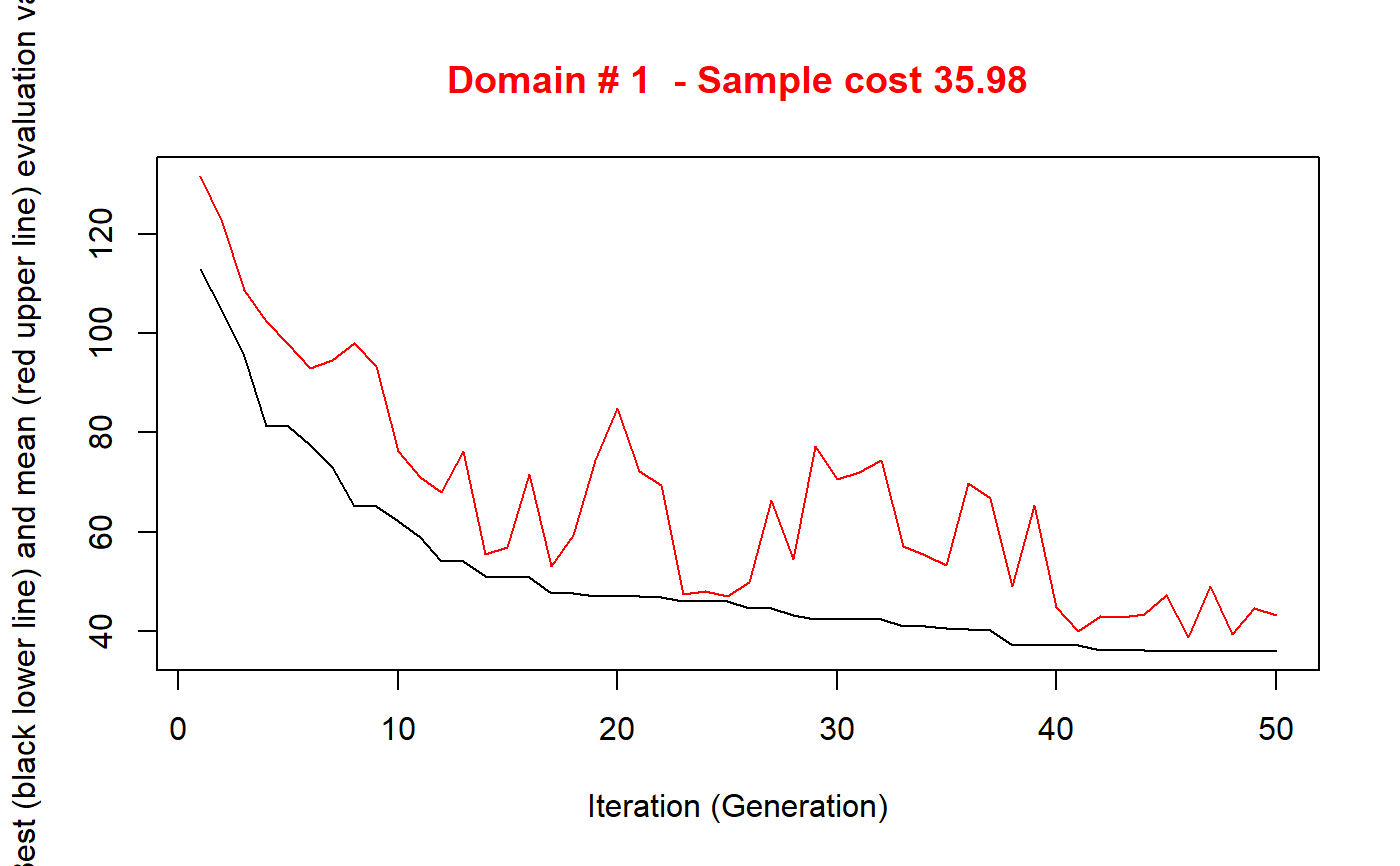 Domain # 1 - Sample cost 35.98
Best (black lower line) and mean (red upper line) evaluation va
120
100
80
60
40
0 10 20 30 40 50
Iteration (Generation)